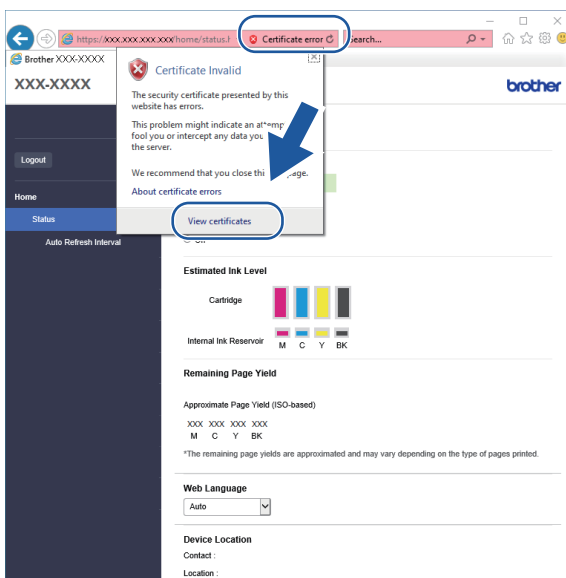 https://xxx.xxx.xxx.xxx/home/status.h
Certificate error
Search...
Brother XXX-XXXX
XXX-XXXX
brother
Certificate Invalid
The security certificate presented by this
website has errors.
This problem might indicate an attemp
fool you or intercept any data you
the server.
We recommend that you close thi page.
About certificate errors
View certificates
Logout
Home
Status
Auto Refresh Interval
Off
Estimated Ink Level
Cartridge
Internal Ink Reservoir
M C Y BK
Remaining Page Yield
Approximate Page Yield (ISO-based)
XXX XXX XXX XXX
M C Y BK
*The remaining page yields are approximated and may vary depending on the type of pages printed.
Web Language
Auto
Device Location
Contact :
Location :